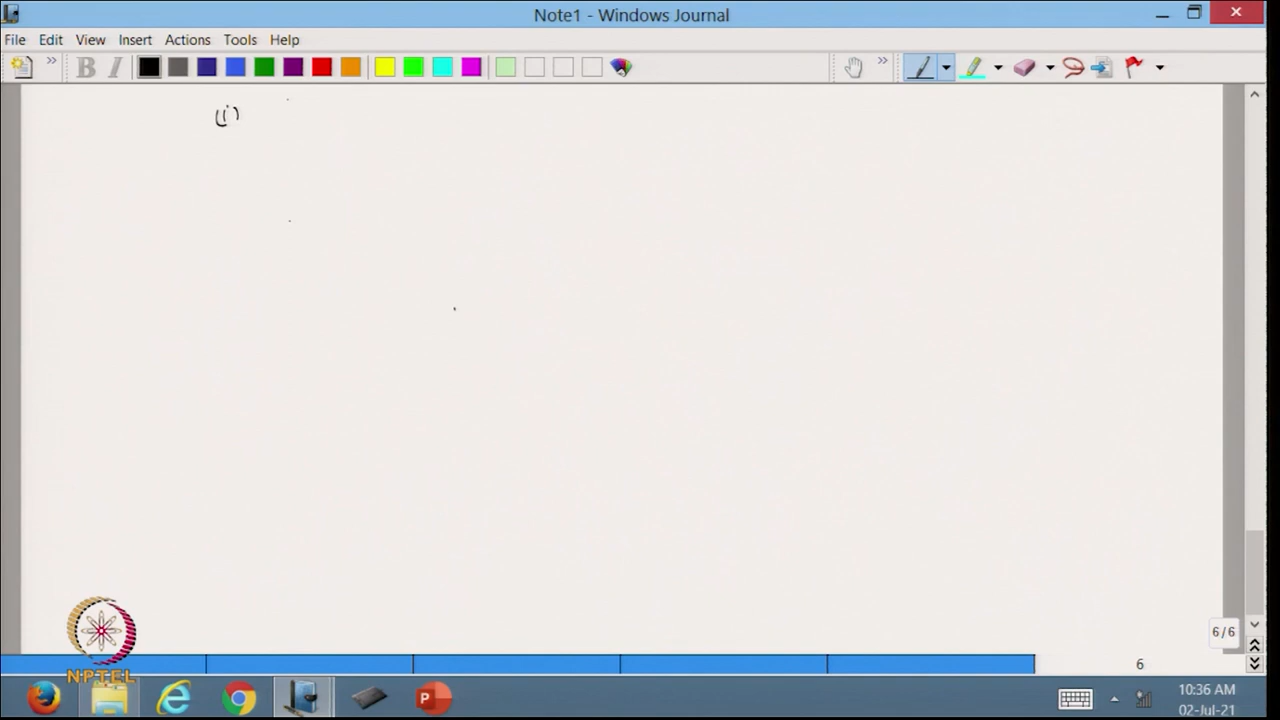 Note1 - Windows Journal
File Edit View Insert Actions Tools Help
B I
(i)
6/6
6
NPTEL
10:36 AM
02-Jul-21